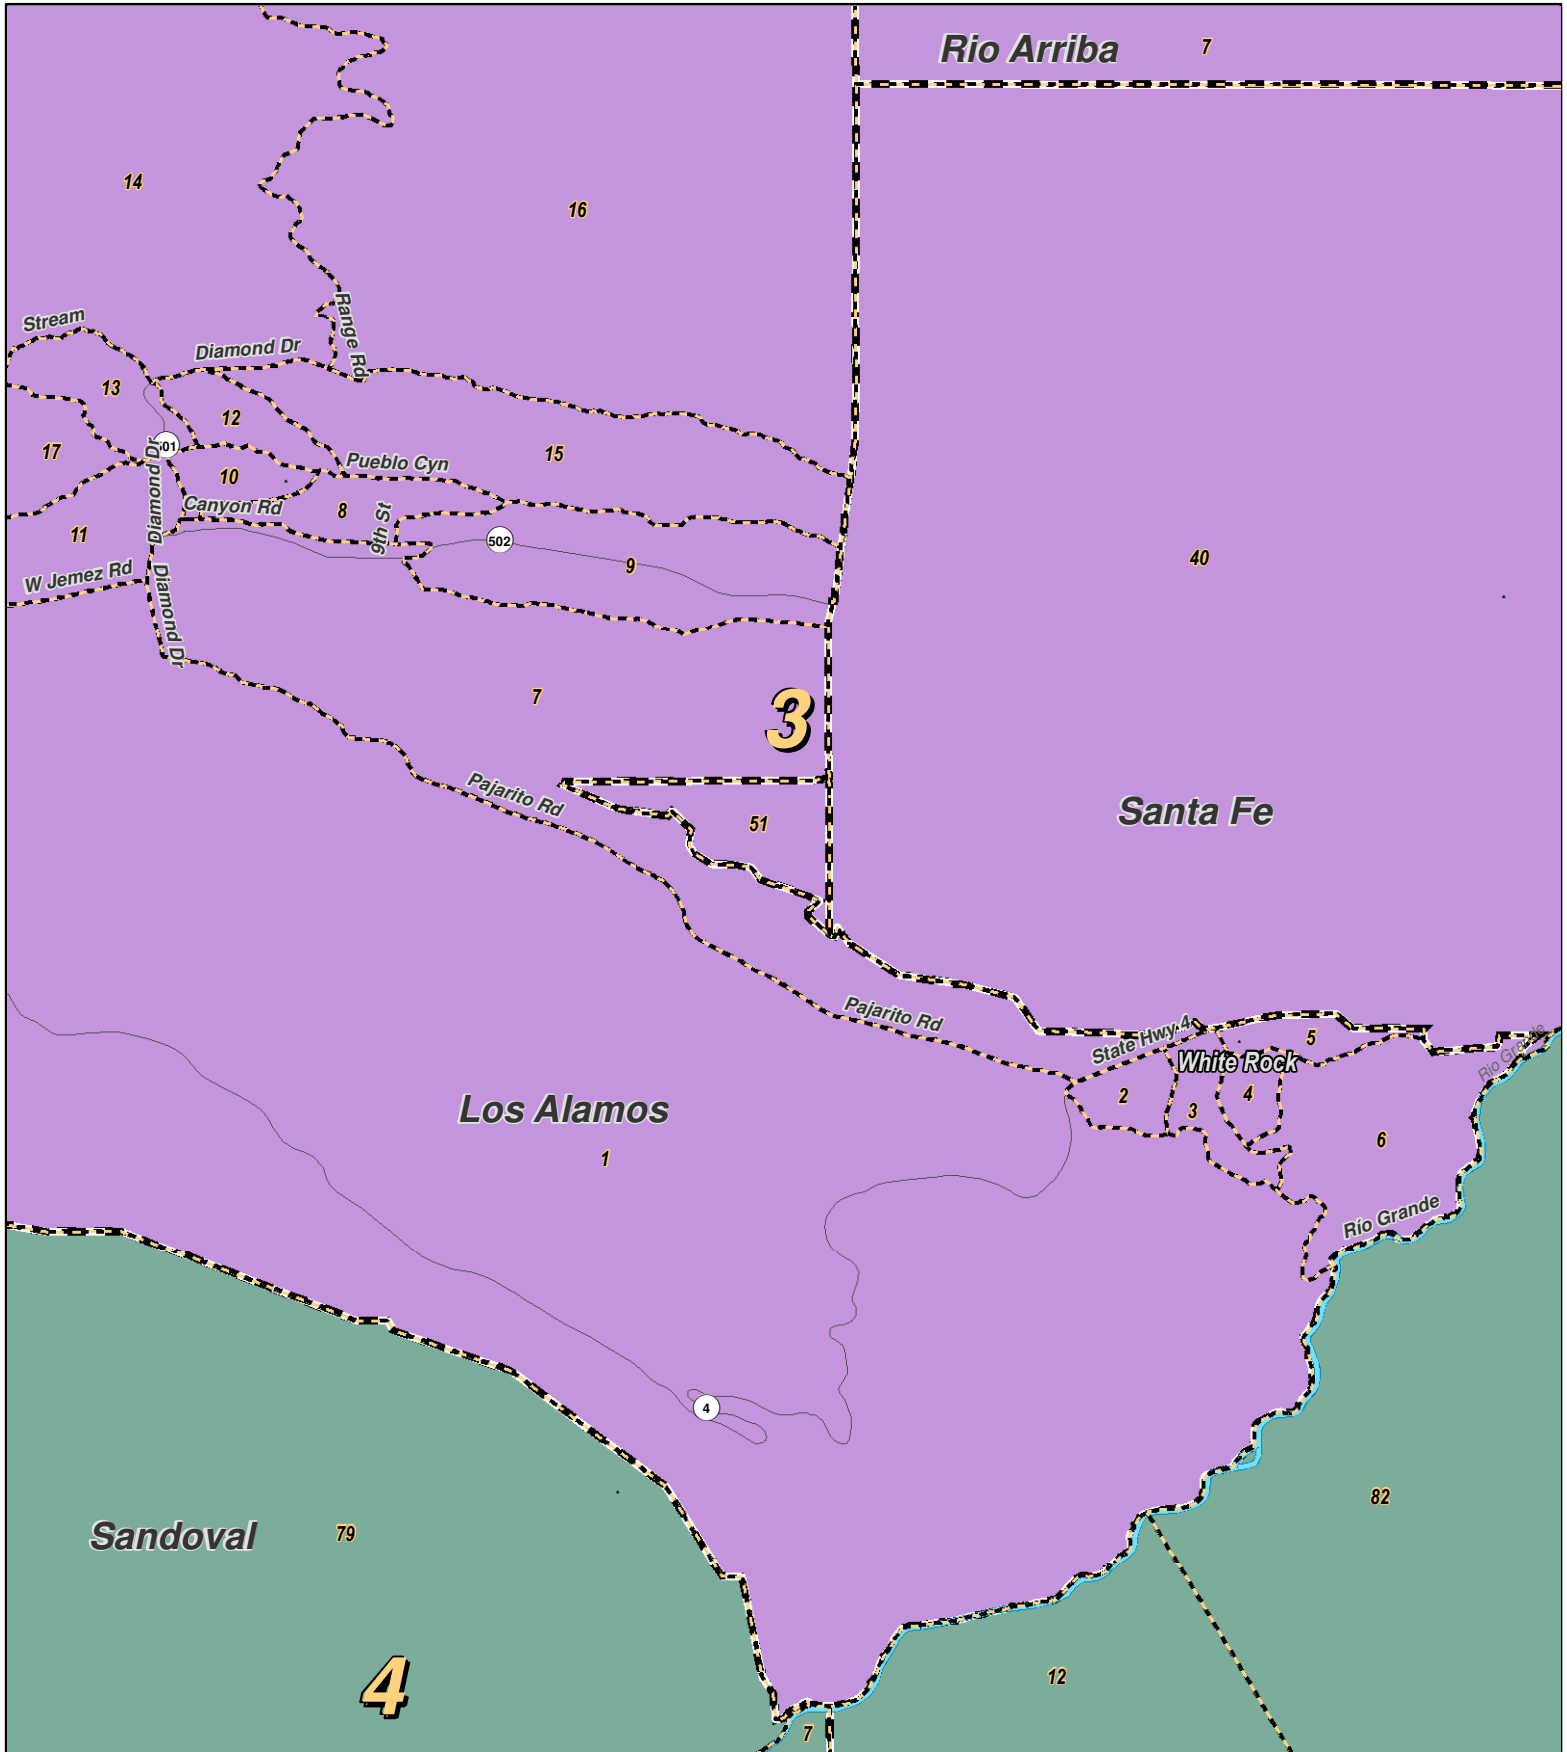 Rio Arriba
7
14
16
Stream
Diamond Dr
Range Rd
13
12
17
501
Diamond Dr
15
Pueblo Cyn
10
Canyon Rd
8
9th St
502
11
9
40
W Jemez Rd
Diamond Dr
7
3
Pajarito Rd
51
Santa Fe
Pajarito Rd
State Hwy 4
5
Rio Grande
White Rock
2
3
4
6
Los Alamos
1
Río Grande
4
82
Sandoval
79
4
12
7